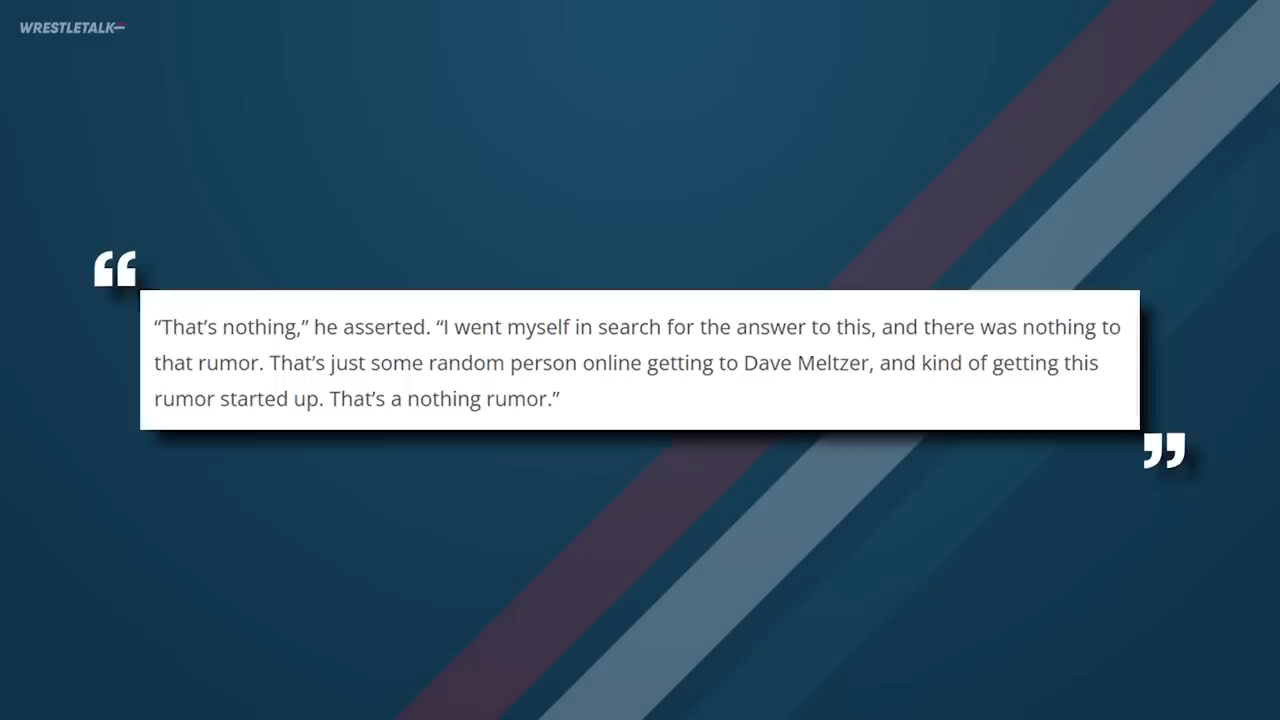 WRESTLETALK
“
“That’s nothing,” he asserted. “I went myself in search for the answer to this, and there was nothing to
that rumor. That’s just some random person online getting to Dave Meltzer, and kind of getting this
rumor started up. That’s a nothing rumor.”
”